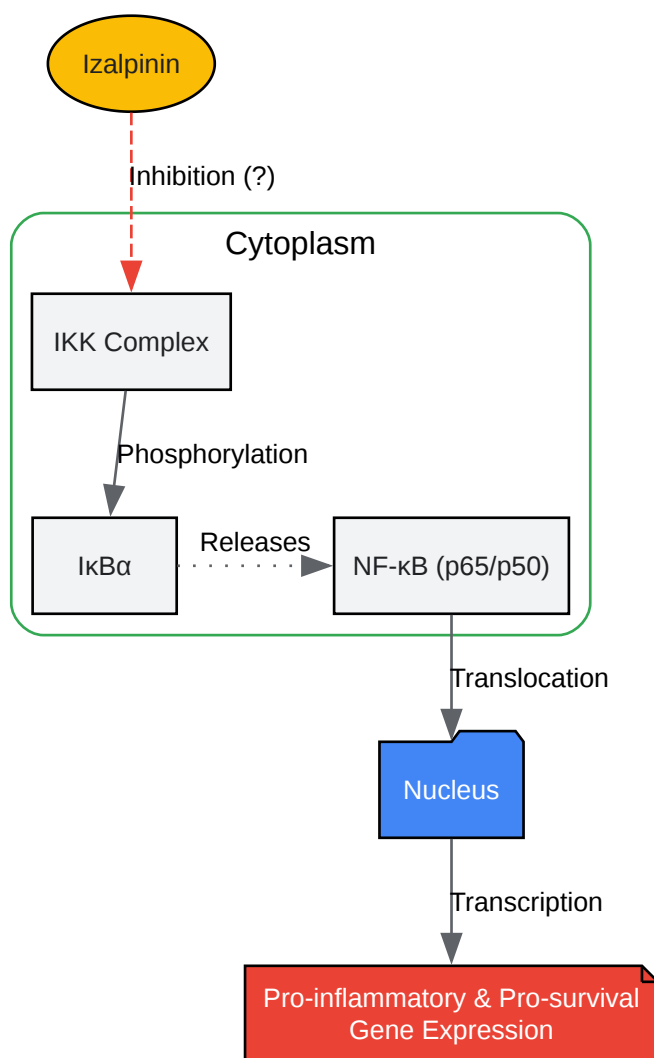 Izalpinin
Inhibition (?)
Cytoplasm
IKK Complex
Phosphorylation
IκBα
Releases
NF-κB (p65/p50)
Translocation
Nucleus
Transcription
Pro-inflammatory & Pro-survival
Gene Expression